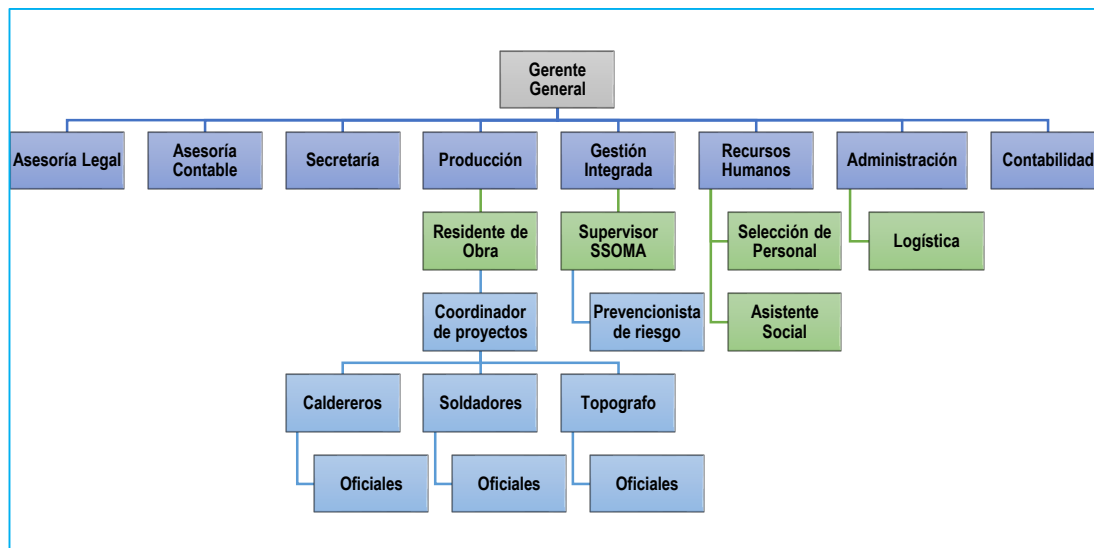 Gerente
General
Asesoría Legal
Asesoría
Contable
Secretaría
Producción
Gestión
Integrada
Recursos
Humanos
Administración
Contabilidad
Residente de
Obra
Supervisor
SSOMA
Selección de
Personal
Logística
Coordinador
de proyectos
Prevencionista
de riesgo
Asistente
Social
Caldereros
Soldadores
Topografo
Oficiales
Oficiales
Oficiales